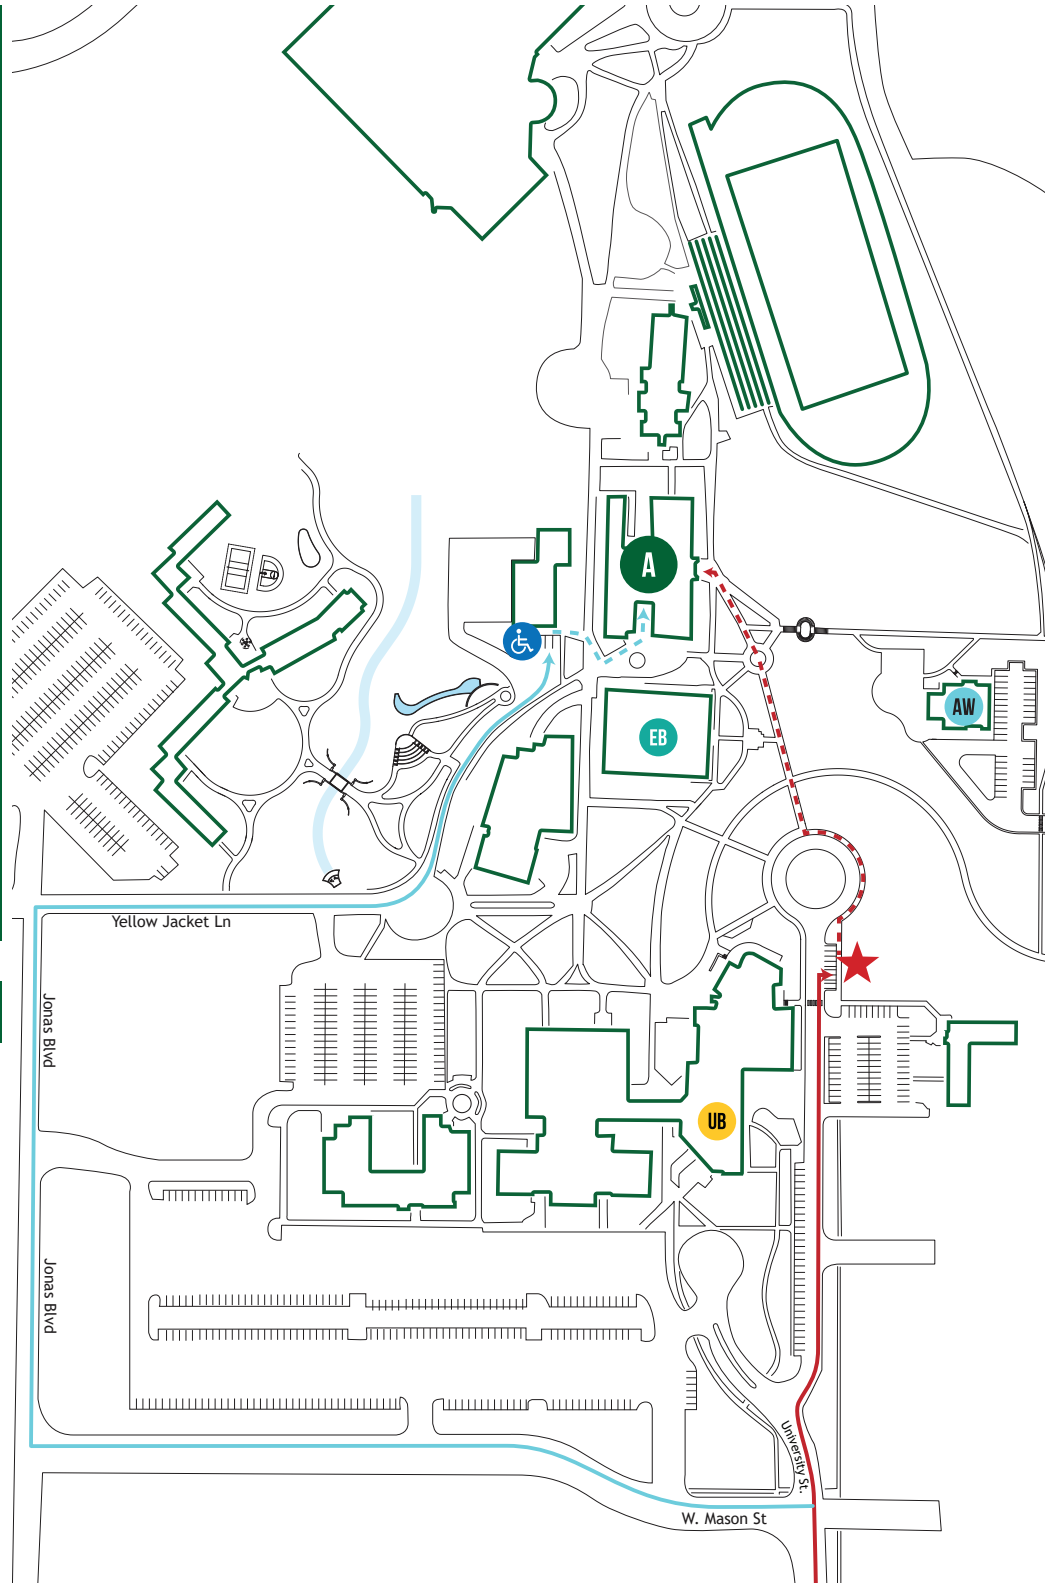 A
AW
EB
Yellow Jacket Ln
Jonas Blvd
UB
Jonas Blvd
University St.
W. Mason St